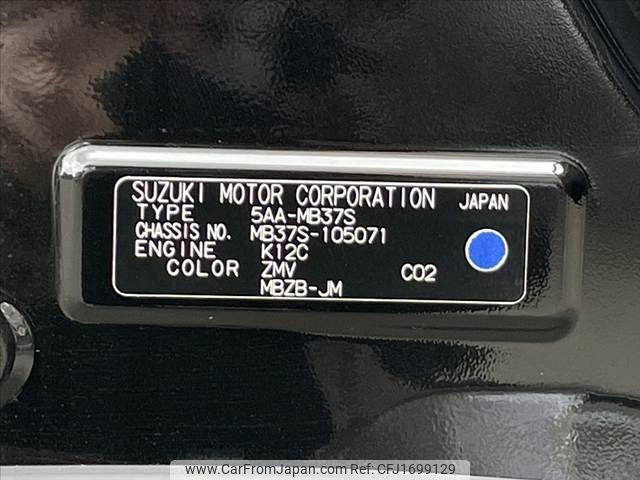 SUZUKI MOTOR CORPORATION JAPAN
TYPE 5AA-MB37S
CHASSIS NO. MB37S-105071
ENGINE K12C
COLOR ZMV C02
MBZB-JM
www.CarFromJapan.com - CFJ1699129